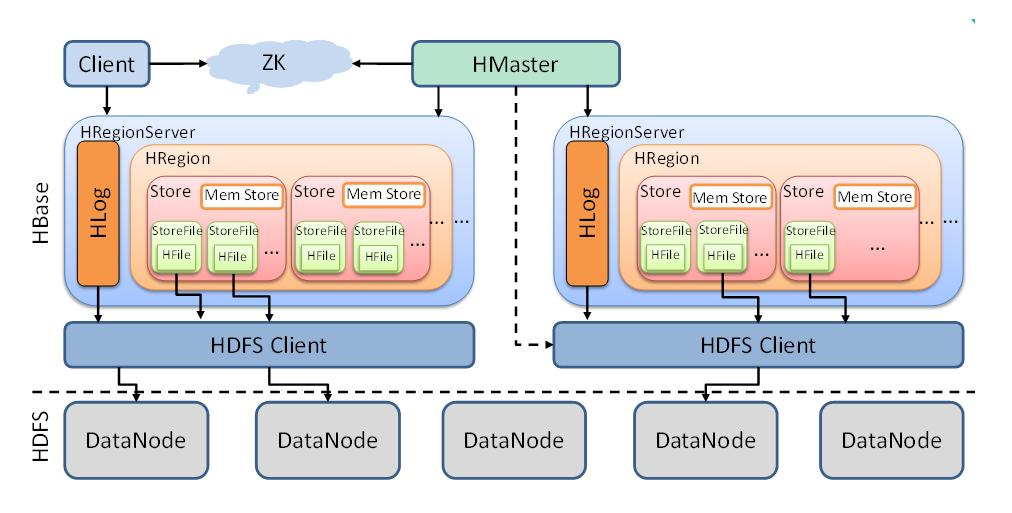 Client
ZK
HMaster
HBase
HRegionServer
HLog
HRegion
Store
Mem Store
StoreFile
HFile
StoreFile
HFile
...
Store
Mem Store
StoreFile
HFile
StoreFile
HFile
...
...
...
HRegionServer
HLog
HRegion
Store
Mem Store
StoreFile
HFile
StoreFile
HFile
...
Store
Mem Store
StoreFile
HFile
...
...
...
HDFS Client
HDFS Client
HDFS
DataNode
DataNode
DataNode
DataNode
DataNode